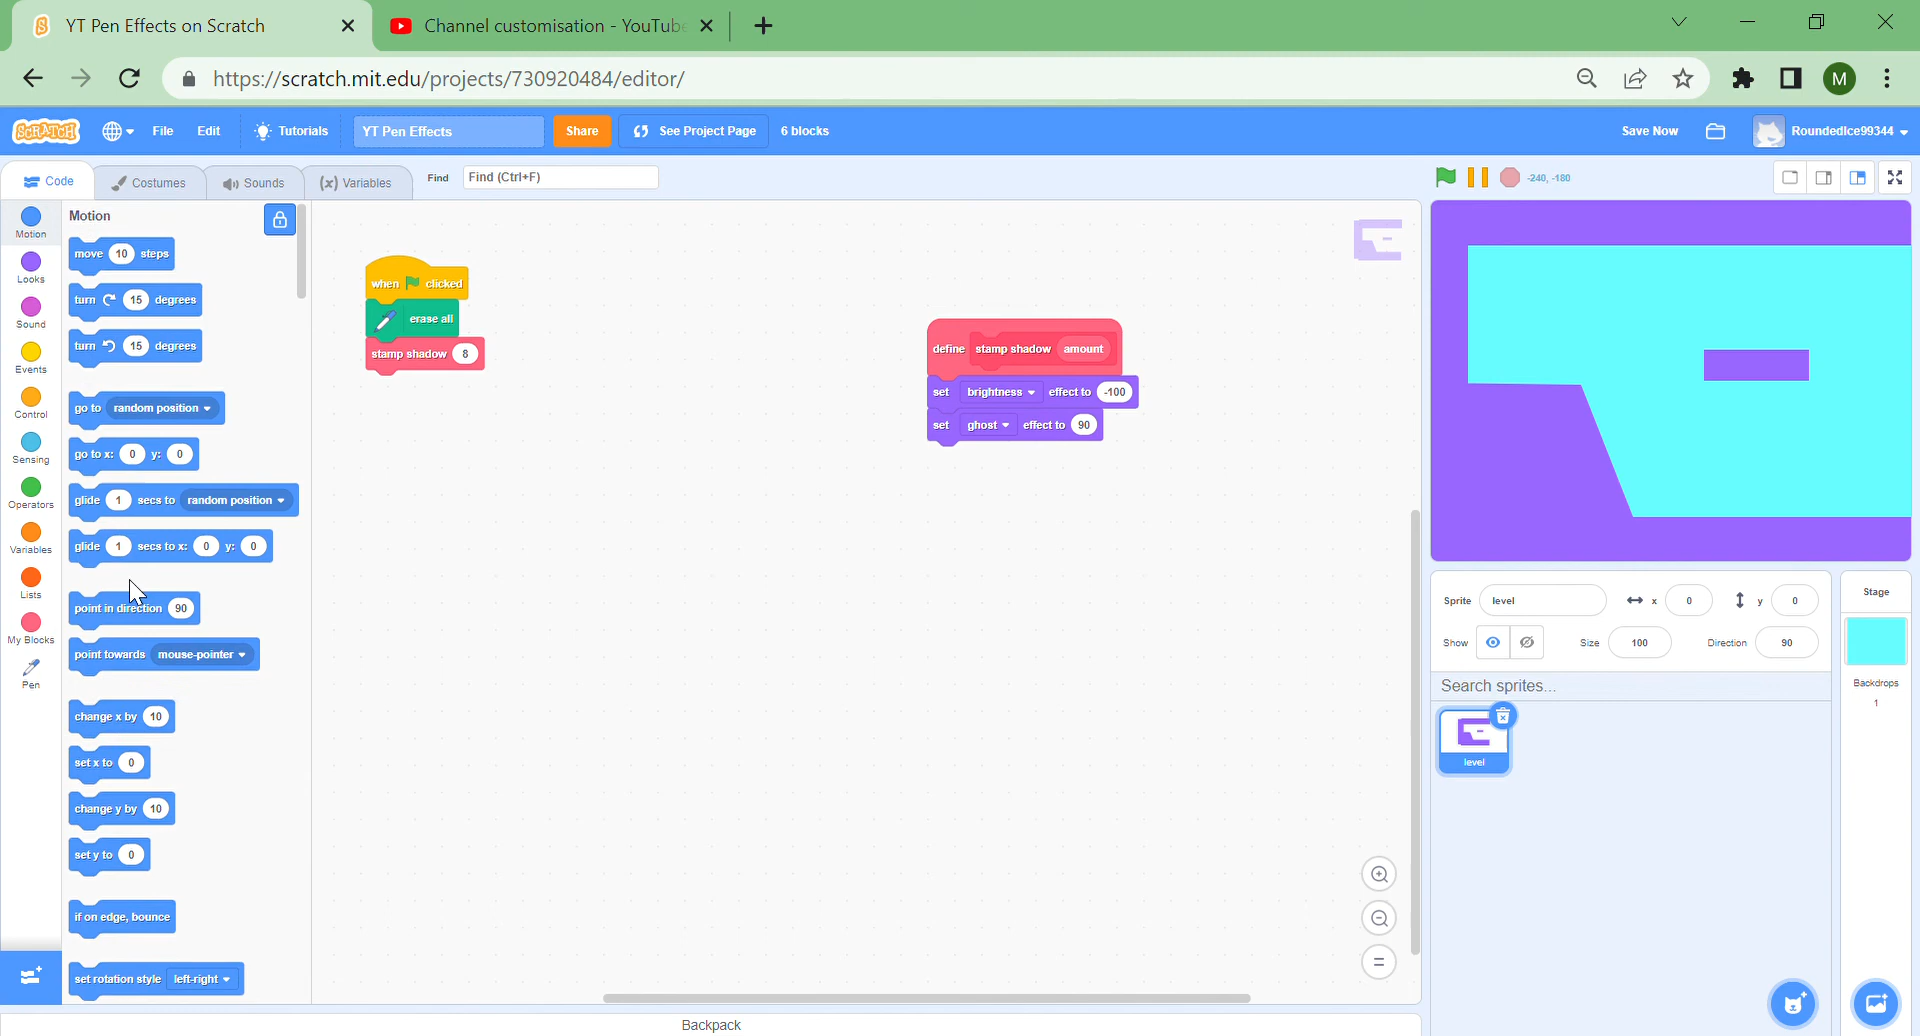 YT Pen Effects on Scratch
Channel customisation - YouTube
https://scratch.mit.edu/projects/730920484/editor/
M
SCRATCH
File
Edit
Tutorials
YT Pen Effects
Share
See Project Page
6 blocks
Save Now
RoundedIce99344
Code
Costumes
Sounds
(x) Variables
Find
Find (Ctrl+F)
-240, -180
Motion
Looks
Sound
Events
Control
Sensing
Operators
Variables
Lists
My Blocks
Pen
Motion
move 10 steps
turn 15 degrees
turn 15 degrees
go to random position
go to x: 0 y: 0
glide 1 secs to random position
glide 1 secs to x: 0 y: 0
point in direction 90
point towards mouse-pointer
change x by 10
set x to 0
change y by 10
set y to 0
if on edge, bounce
set rotation style left-right
when clicked
erase all
stamp shadow 8
define stamp shadow amount
set brightness effect to -100
set ghost effect to 90
Backpack
Sprite level x 0 y 0
Show Size 100 Direction 90
Search sprites...
level
Stage
Backdrops
1